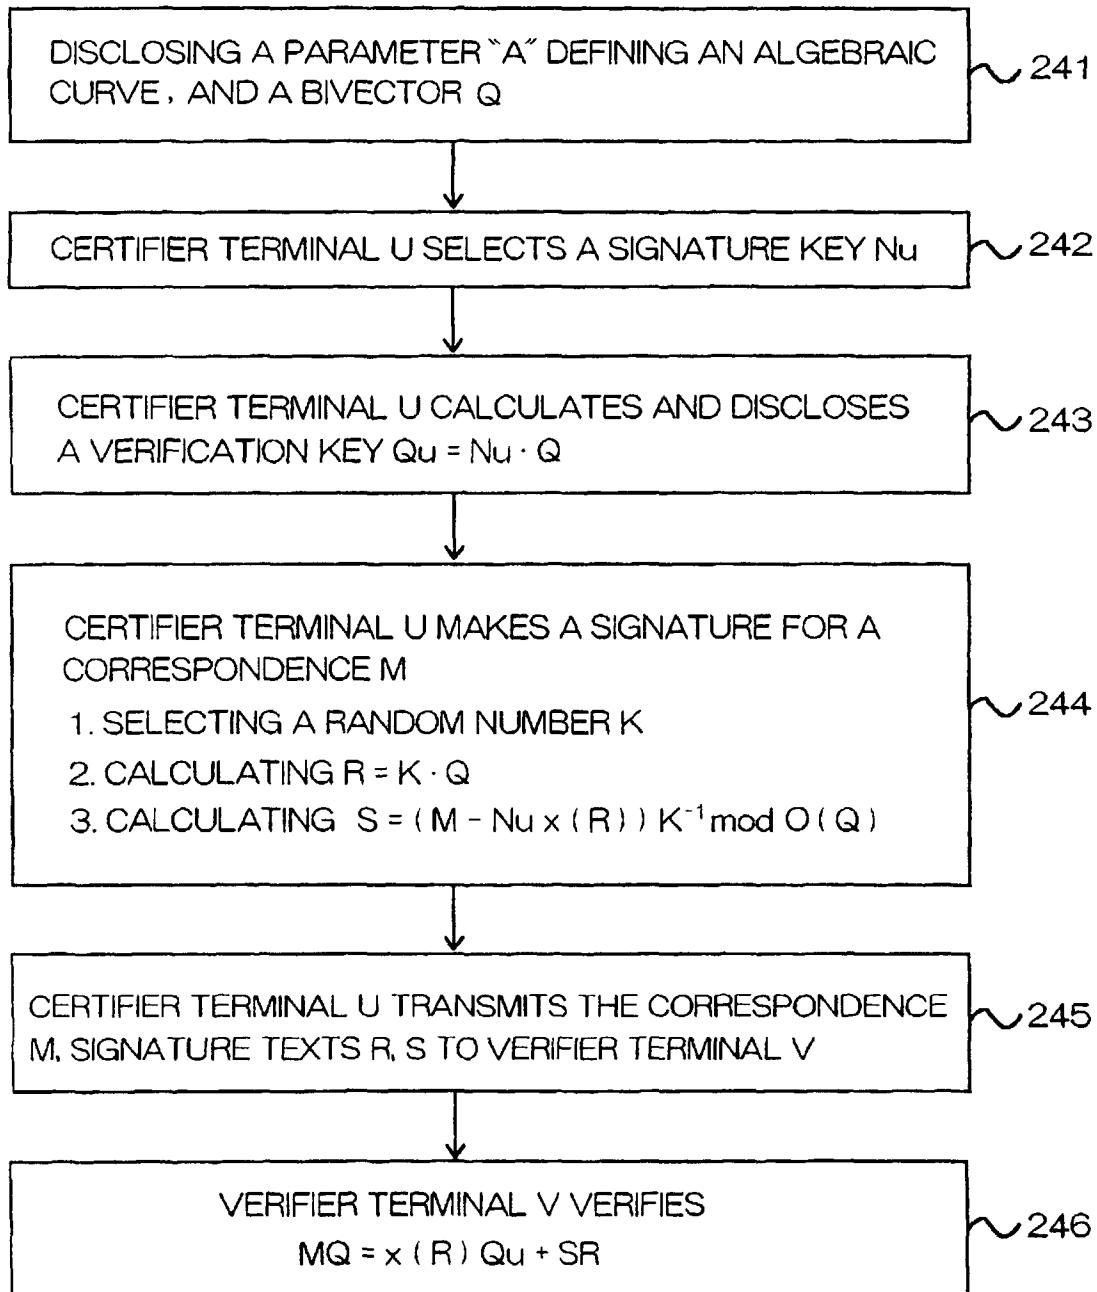 DISCLOSING A PARAMETER "A" DEFINING AN ALGEBRAIC
CURVE, AND A BIVECTOR Q
241
CERTIFIER TERMINAL U SELECTS A SIGNATURE KEY Nu
242
CERTIFIER TERMINAL U CALCULATES AND DISCLOSES
A VERIFICATION KEY Qu = Nu · Q
243
CERTIFIER TERMINAL U MAKES A SIGNATURE FOR A
CORRESPONDENCE M
1. SELECTING A RANDOM NUMBER K
2. CALCULATING R = K · Q
3. CALCULATING S = ( M - Nu x ( R ) ) K⁻¹ mod O ( Q )
244
CERTIFIER TERMINAL U TRANSMITS THE CORRESPONDENCE
M, SIGNATURE TEXTS R, S TO VERIFIER TERMINAL V
245
VERIFIER TERMINAL V VERIFIES
MQ = x ( R ) Qu + SR
246